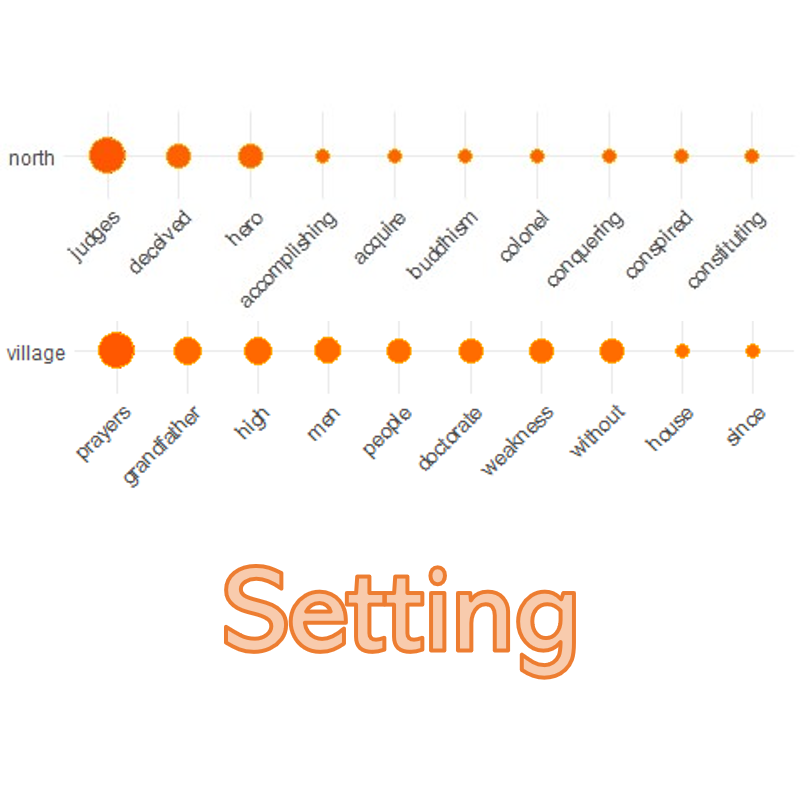 north
judges deceived hero accomplishing acquire buddhism colonel conquering conspired constituting
village
prayers grandfather high men people doctorate weakness without house since
Setting